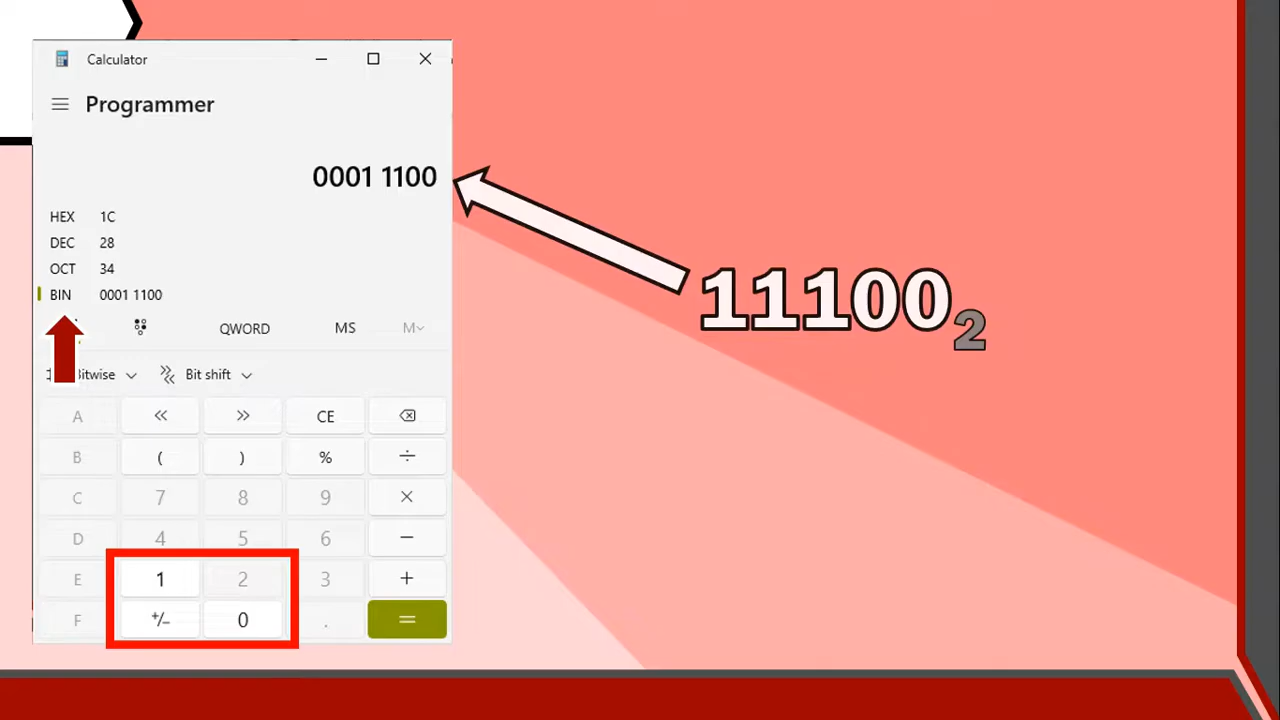 Calculator
Programmer
0001 1100
HEX 1C
DEC 28
OCT 34
BIN 0001 1100
QWORD MS M
Bit shift
A << >> CE
B ( ) % ÷
C 7 8 9 ×
D 4 5 6 −
E 1 2 3 +
F +/− 0 . =
11100₂